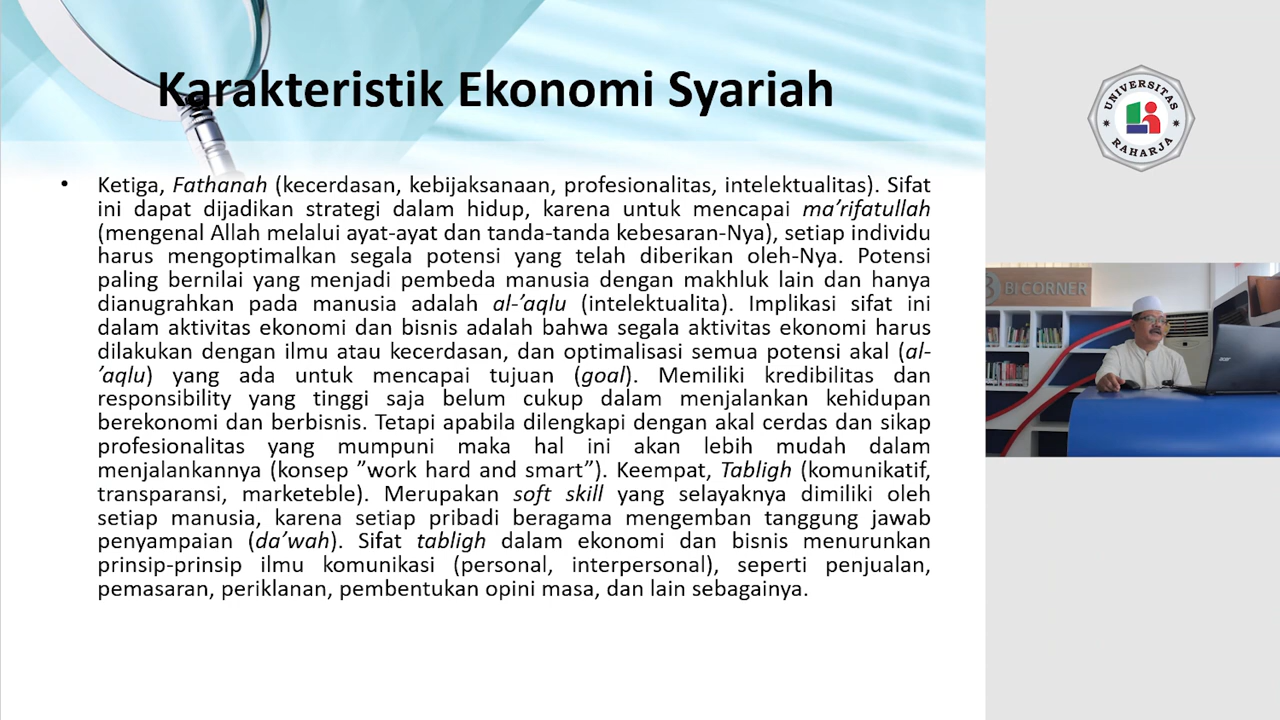 Karakteristik Ekonomi Syariah
• Ketiga, Fathanah (kecerdasan, kebijaksanaan, profesionalitas, intelektualitas). Sifat
ini dapat dijadikan strategi dalam hidup, karena untuk mencapai ma’rifatullah
(mengenal Allah melalui ayat-ayat dan tanda-tanda kebesaran-Nya), setiap individu
harus mengoptimalkan segala potensi yang telah diberikan oleh-Nya. Potensi
paling bernilai yang menjadi pembeda manusia dengan makhluk lain dan hanya
dianugrahkan pada manusia adalah al-’aqlu (intelektualita). Implikasi sifat ini
dalam aktivitas ekonomi dan bisnis adalah bahwa segala aktivitas ekonomi harus
dilakukan dengan ilmu atau kecerdasan, dan optimalisasi semua potensi akal (al-
’aqlu) yang ada untuk mencapai tujuan (goal). Memiliki kredibilitas dan
responsibility yang tinggi saja belum cukup dalam menjalankan kehidupan
berekonomi dan berbisnis. Tetapi apabila dilengkapi dengan akal cerdas dan sikap
profesionalitas yang mumpuni maka hal ini akan lebih mudah dalam
menjalankannya (konsep ”work hard and smart”). Keempat, Tabligh (komunikatif,
transparansi, marketeble). Merupakan soft skill yang selayaknya dimiliki oleh
setiap manusia, karena setiap pribadi beragama mengemban tanggung jawab
penyampaian (da’wah). Sifat tabligh dalam ekonomi dan bisnis menurunkan
prinsip-prinsip ilmu komunikasi (personal, interpersonal), seperti penjualan,
pemasaran, periklanan, pembentukan opini masa, dan lain sebagainya.
UNIVERSITAS
RAHARJA
BI CORNER
acer